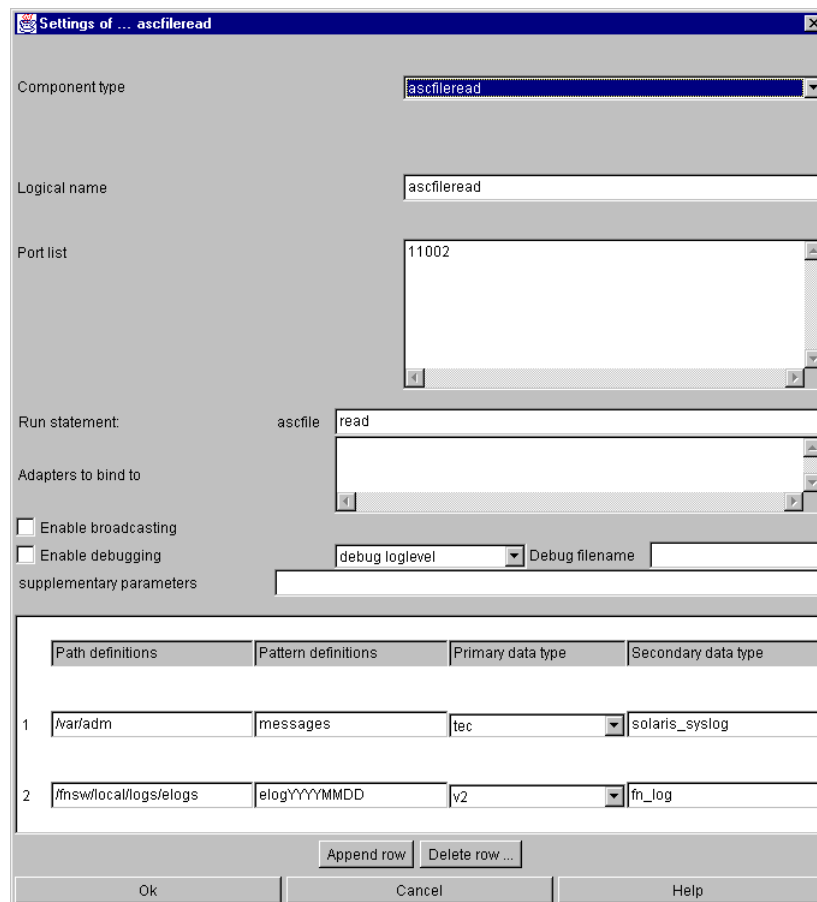 Settings of ... ascfileread
Component type ascfileread
Logical name ascfileread
Port list 11002
Run statement: ascfile read
Adapters to bind to
Enable broadcasting
Enable debugging debug loglevel Debug filename
supplementary parameters
Path definitions Pattern definitions Primary data type Secondary data type
1 /var/adm messages tec solaris_syslog
2 /fnsw/local/logs/elogs elogYYYYMMDD v2 fn_log
Append row Delete row ...
Ok Cancel Help